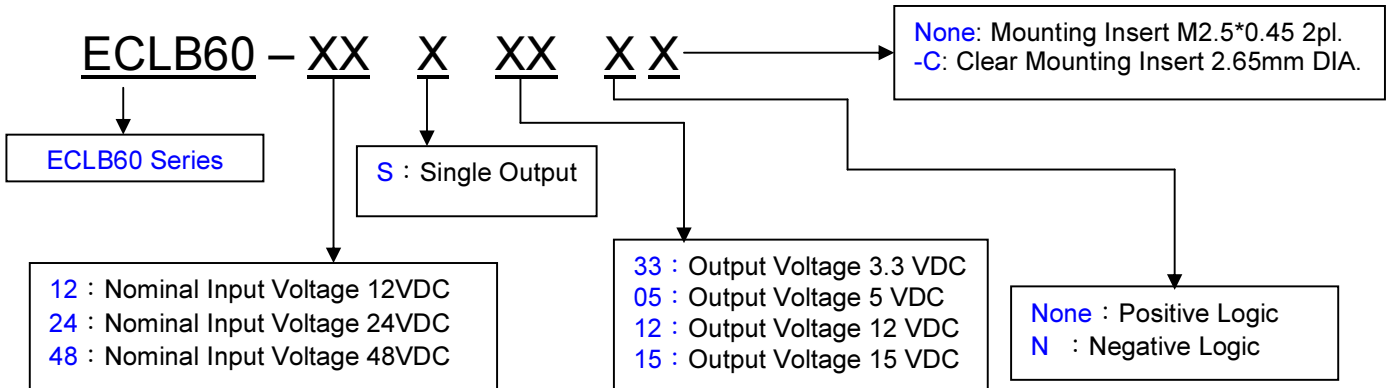 ECLB60 – XX X XX X X
None: Mounting Insert M2.5*0.45 2pl.
-C: Clear Mounting Insert 2.65mm DIA.
ECLB60 Series
S：Single Output
12：Nominal Input Voltage 12VDC
24：Nominal Input Voltage 24VDC
48：Nominal Input Voltage 48VDC
33：Output Voltage 3.3 VDC
05：Output Voltage 5 VDC
12：Output Voltage 12 VDC
15：Output Voltage 15 VDC
None：Positive Logic
N ：Negative Logic